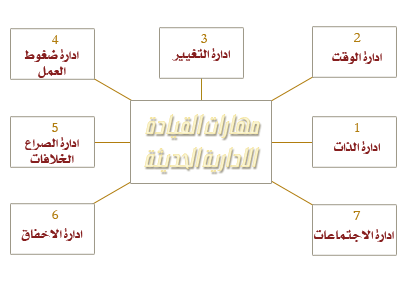 مهارات القيادة
الادارية الحديثة
1
ادارة الذات
2
ادارة الوقت
3
ادارة التغيير
4
ادارة ضغوط
العمل
5
ادارة الصراع
الخلافات
6
ادارة الاخفاق
7
ادارة الاجتماعات